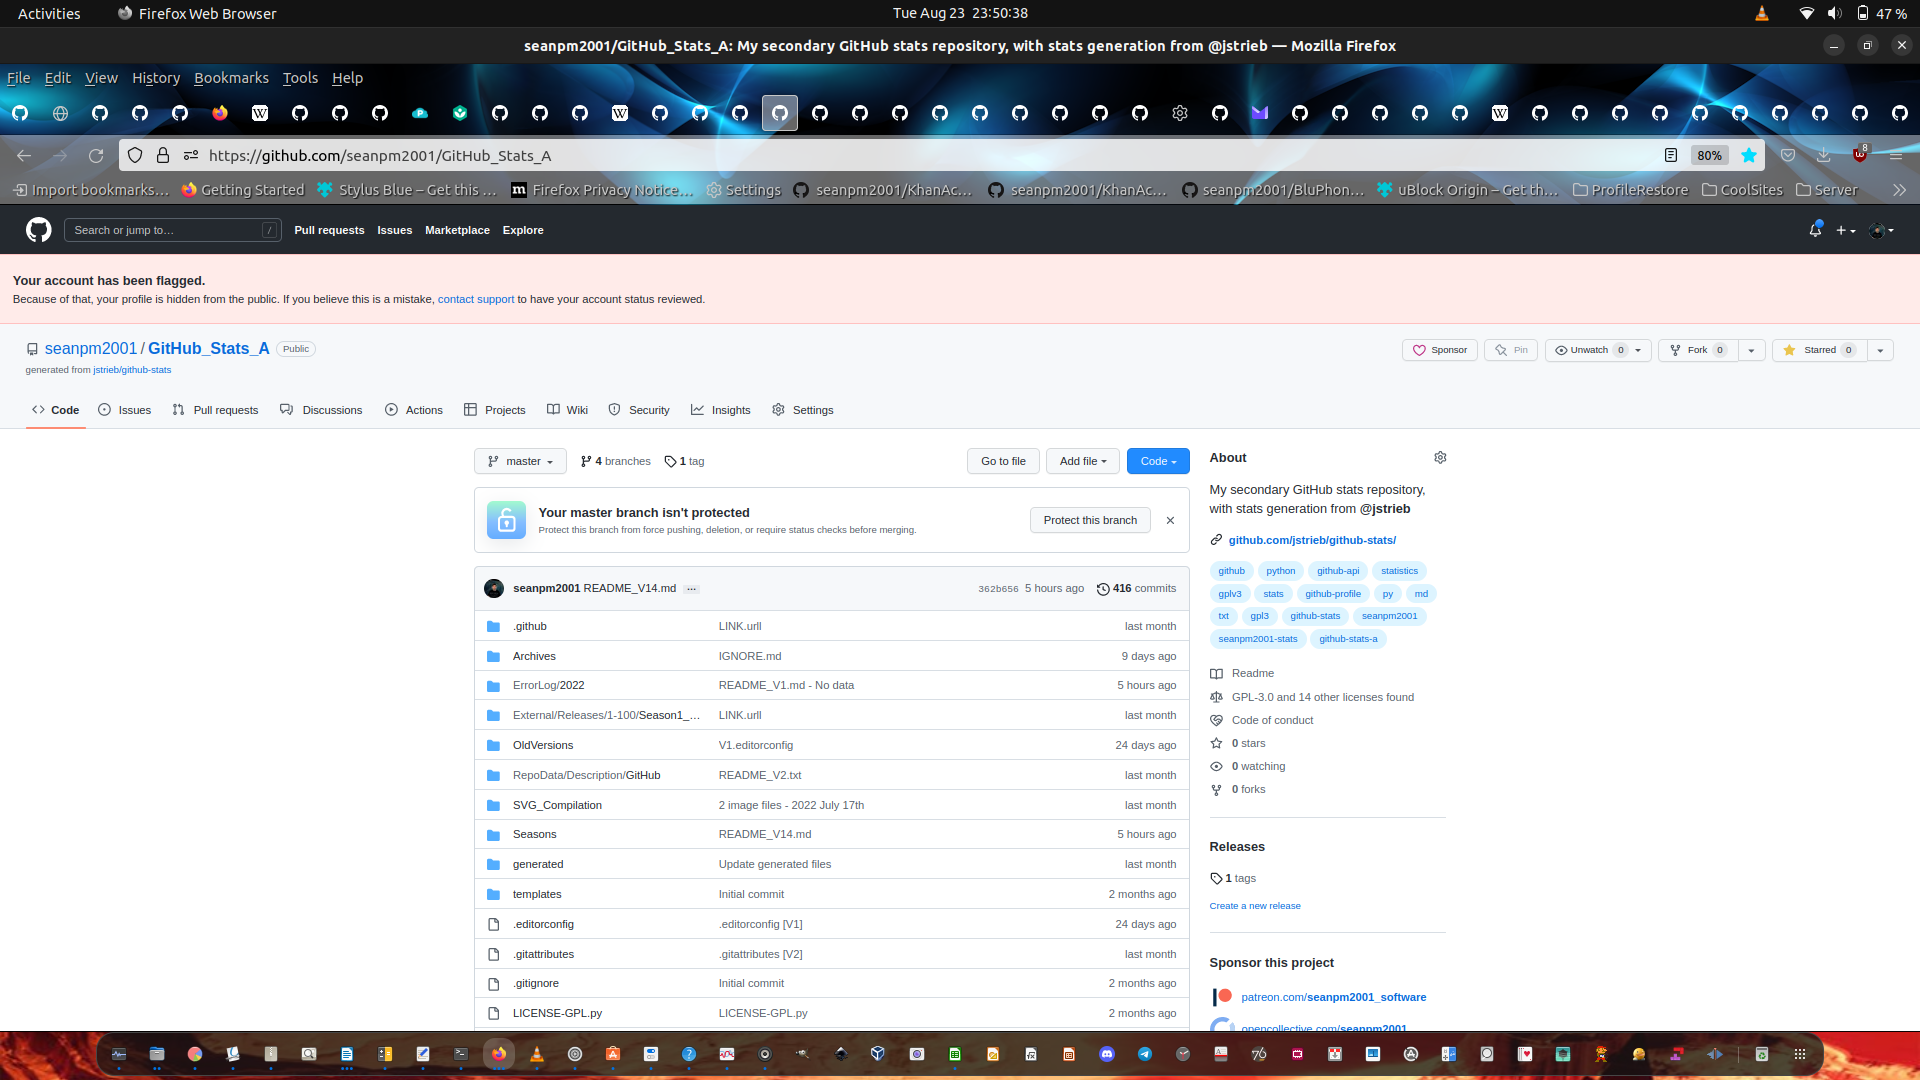 Activities
Firefox Web Browser
Tue Aug 23 23:50:38
47 %
seanpm2001/GitHub_Stats_A: My secondary GitHub stats repository, with stats generation from @jstrieb — Mozilla Firefox
File Edit View History Bookmarks Tools Help
https://github.com/seanpm2001/GitHub_Stats_A
80%
8
Import bookmarks… Getting Started Stylus Blue – Get this … Firefox Privacy Notice… Settings seanpm2001/KhanAc… seanpm2001/KhanAc… seanpm2001/BluPhon… uBlock Origin – Get th… ProfileRestore CoolSites Server
Search or jump to… /
Pull requests Issues Marketplace Explore
Your account has been flagged.
Because of that, your profile is hidden from the public. If you believe this is a mistake, contact support to have your account status reviewed.
seanpm2001 / GitHub_Stats_A Public
Sponsor Pin Unwatch 0 Fork 0 Starred 0
generated from jstrieb/github-stats
Code Issues Pull requests Discussions Actions Projects Wiki Security Insights Settings
master 4 branches 1 tag
Go to file Add file Code
Your master branch isn't protected
Protect this branch from force pushing, deletion, or require status checks before merging.
Protect this branch
seanpm2001 README_V14.md … 362b656 5 hours ago 416 commits
.github LINK.urll last month
Archives IGNORE.md 9 days ago
ErrorLog/2022 README_V1.md - No data 5 hours ago
External/Releases/1-100/Season1_… LINK.urll last month
OldVersions V1.editorconfig 24 days ago
RepoData/Description/GitHub README_V2.txt last month
SVG_Compilation 2 image files - 2022 July 17th last month
Seasons README_V14.md 5 hours ago
generated Update generated files last month
templates Initial commit 2 months ago
.editorconfig .editorconfig [V1] 24 days ago
.gitattributes .gitattributes [V2] last month
.gitignore Initial commit 2 months ago
LICENSE-GPL.py LICENSE-GPL.py 2 months ago
About
My secondary GitHub stats repository,
with stats generation from @jstrieb
github.com/jstrieb/github-stats/
github python github-api statistics
gplv3 stats github-profile py md
txt gpl3 github-stats seanpm2001
seanpm2001-stats github-stats-a
Readme
GPL-3.0 and 14 other licenses found
Code of conduct
0 stars
0 watching
0 forks
Releases
1 tags
Create a new release
Sponsor this project
patreon.com/seanpm2001_software
opencollective.com/seanpm2001